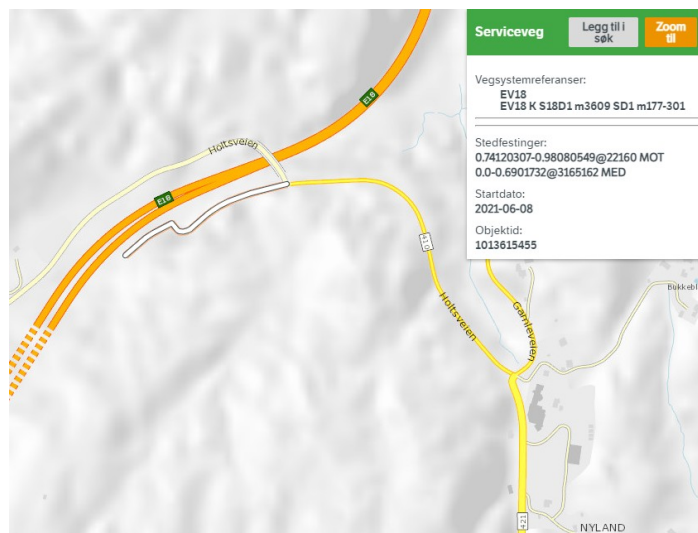 Serviceveg
Legg til i
søk
Zoom
til
Vegsystemreferanser:
EV18
EV18 K S18D1 m3609 SD1 m177-301
Stedfestinger:
0.74120307-0.98080549@22160 MOT
0.0-0.6901732@3165162 MED
Startdato:
2021-06-08
Objektid:
1013615455
E18
Holtsveien
E18
410
Holtsveien
Gamleveien
Bukkebl
421
NYLAND